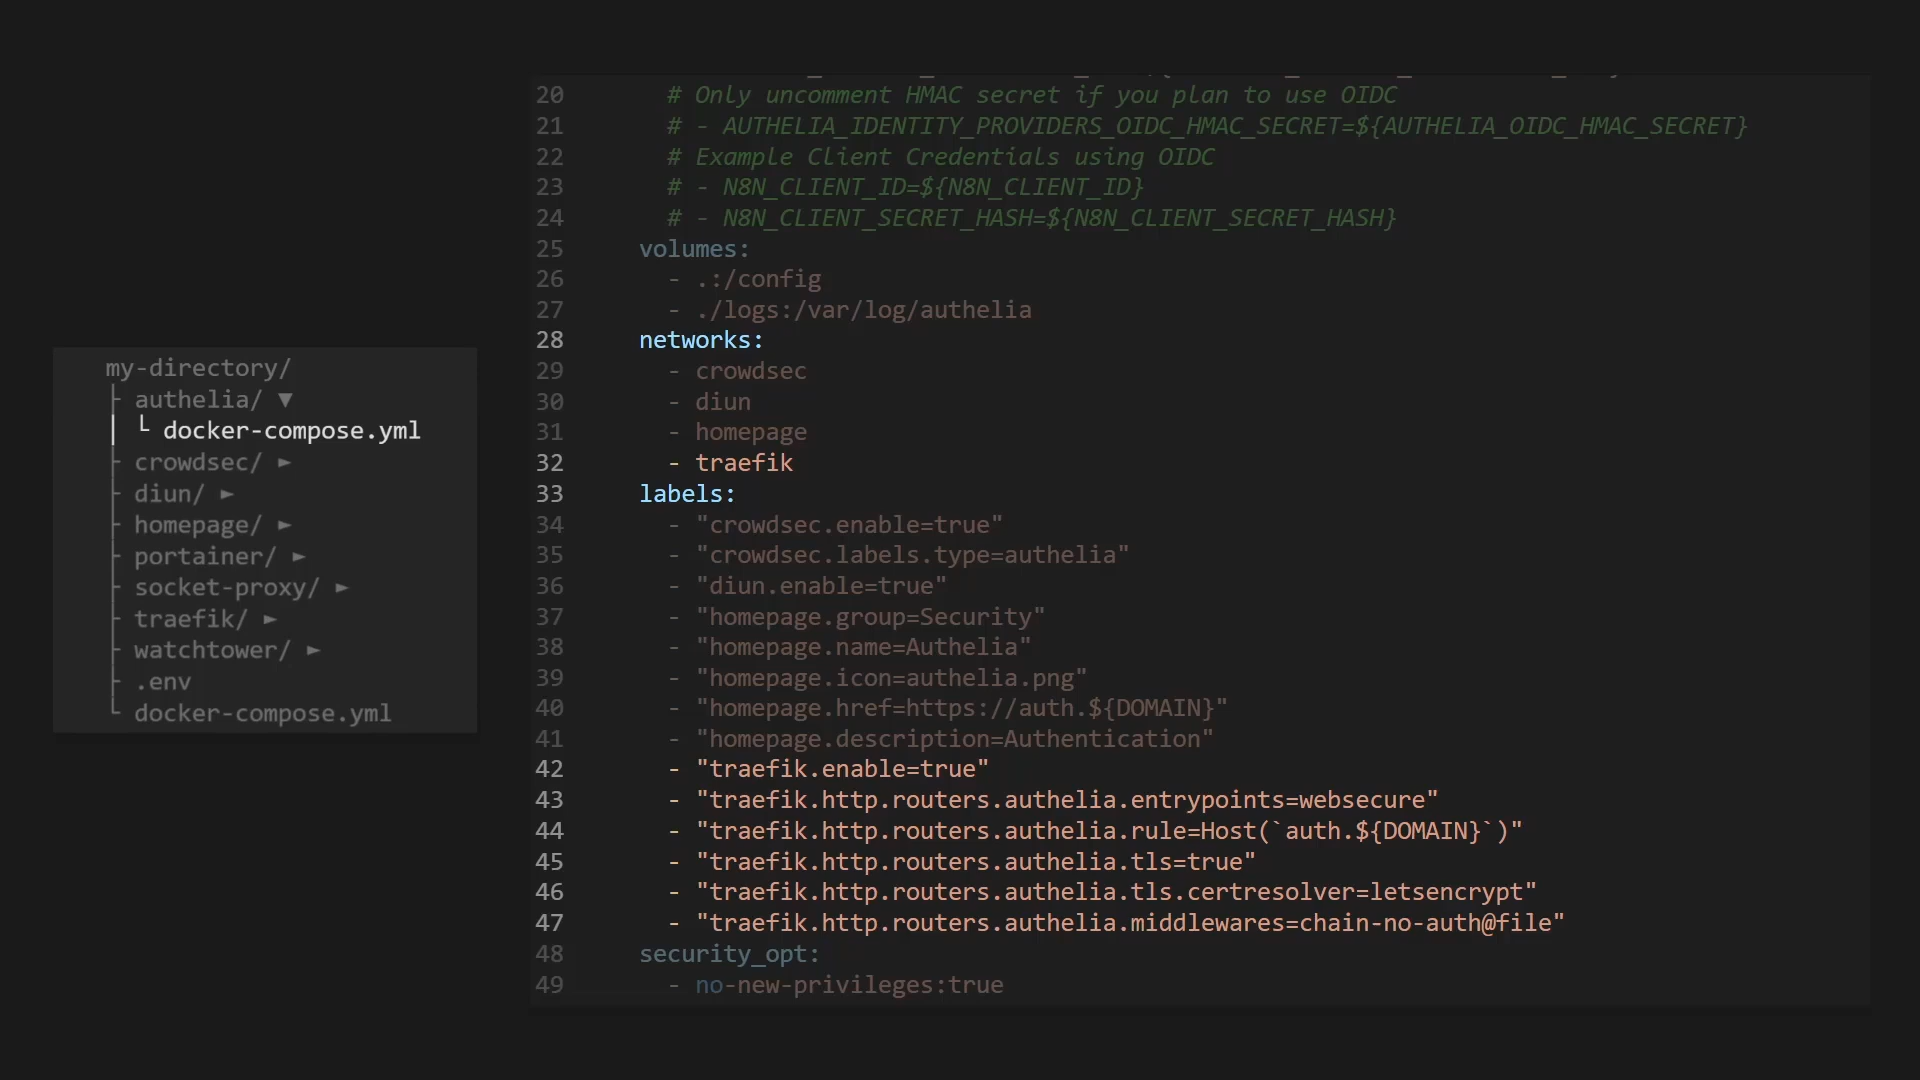 my-directory/
├ authelia/ ▼
│ └ docker-compose.yml
├ crowdsec/ ►
├ diun/ ►
├ homepage/ ►
├ portainer/ ►
├ socket-proxy/ ►
├ traefik/ ►
├ watchtower/ ►
├ .env
└ docker-compose.yml
20 # Only uncomment HMAC secret if you plan to use OIDC
21 # - AUTHELIA_IDENTITY_PROVIDERS_OIDC_HMAC_SECRET=${AUTHELIA_OIDC_HMAC_SECRET}
22 # Example Client Credentials using OIDC
23 # - N8N_CLIENT_ID=${N8N_CLIENT_ID}
24 # - N8N_CLIENT_SECRET_HASH=${N8N_CLIENT_SECRET_HASH}
25 volumes:
26 - .:/config
27 - ./logs:/var/log/authelia
28 networks:
29 - crowdsec
30 - diun
31 - homepage
32 - traefik
33 labels:
34 - "crowdsec.enable=true"
35 - "crowdsec.labels.type=authelia"
36 - "diun.enable=true"
37 - "homepage.group=Security"
38 - "homepage.name=Authelia"
39 - "homepage.icon=authelia.png"
40 - "homepage.href=https://auth.${DOMAIN}"
41 - "homepage.description=Authentication"
42 - "traefik.enable=true"
43 - "traefik.http.routers.authelia.entrypoints=websecure"
44 - "traefik.http.routers.authelia.rule=Host(`auth.${DOMAIN}`)"
45 - "traefik.http.routers.authelia.tls=true"
46 - "traefik.http.routers.authelia.tls.certresolver=letsencrypt"
47 - "traefik.http.routers.authelia.middlewares=chain-no-auth@file"
48 security_opt:
49 - no-new-privileges:true